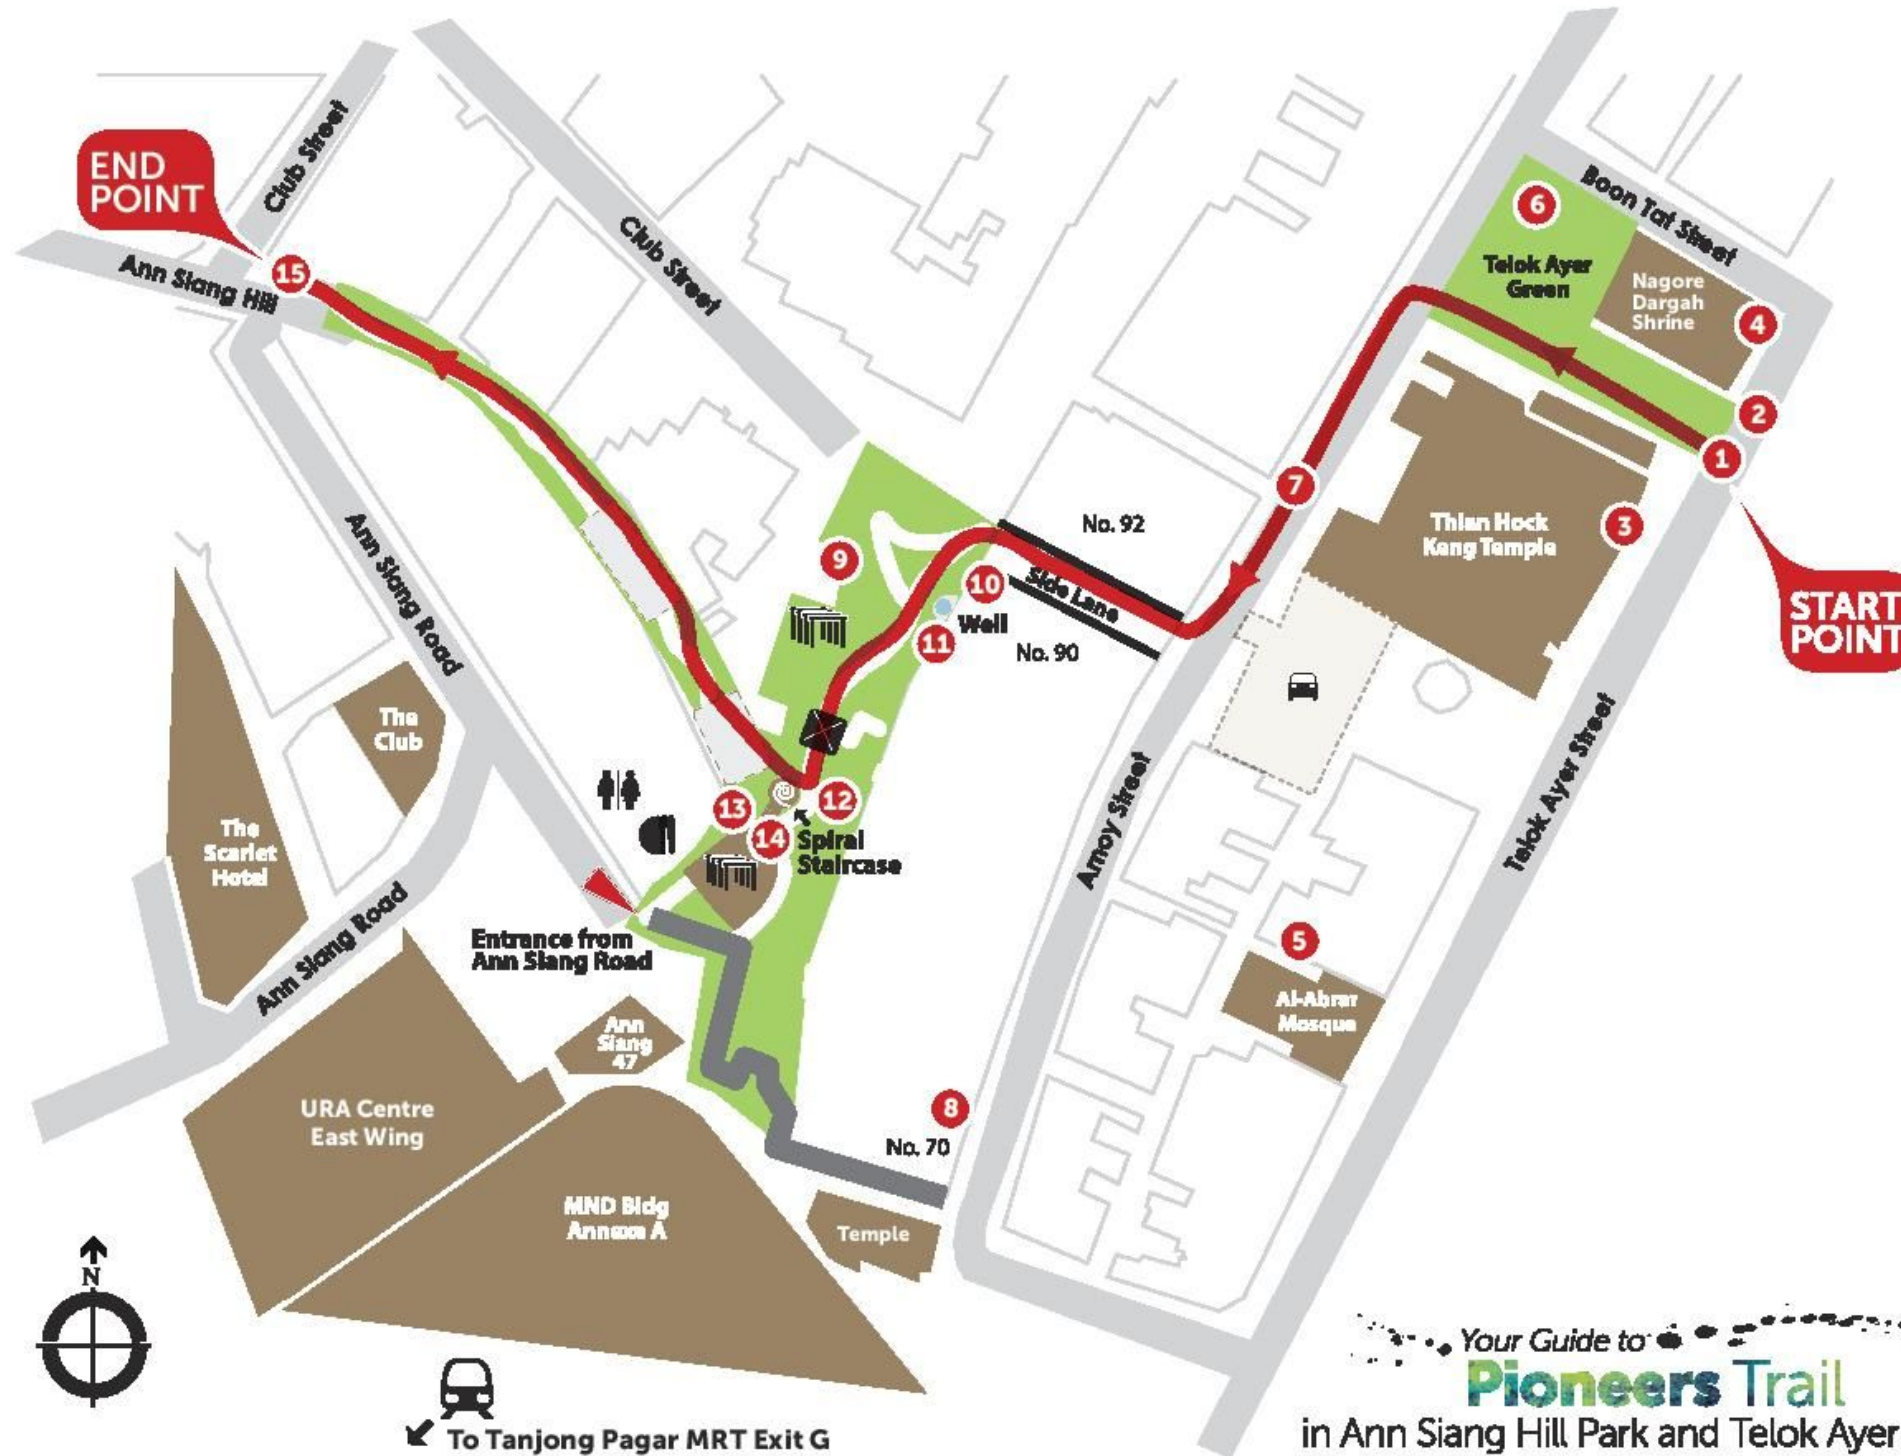 END
POINT
Club Street
Ann Siang Hill
15
Club Street
6
Telok Ayer
Green
Boon Tat Street
Nagore
Dargah
Shrine
4
2
1
7
No. 92
Thian Hock
Keng Temple
3
START
POINT
9
10
Side Lane
Well
11
No. 90
Ann Siang Road
The
Club
Amoy Street
Telok Ayer Street
13
12
14
Spiral
Staircase
The
Scarlet
Hotel
Ann Siang Road
Entrance from
Ann Siang Road
5
Al-Abrar
Mosque
Ann
Siang
47
URA Centre
East Wing
8
No. 70
MND Bldg
Annexe A
Temple
N
To Tanjong Pagar MRT Exit G
Your Guide to
Pioneers Trail
in Ann Siang Hill Park and Telok Ayer